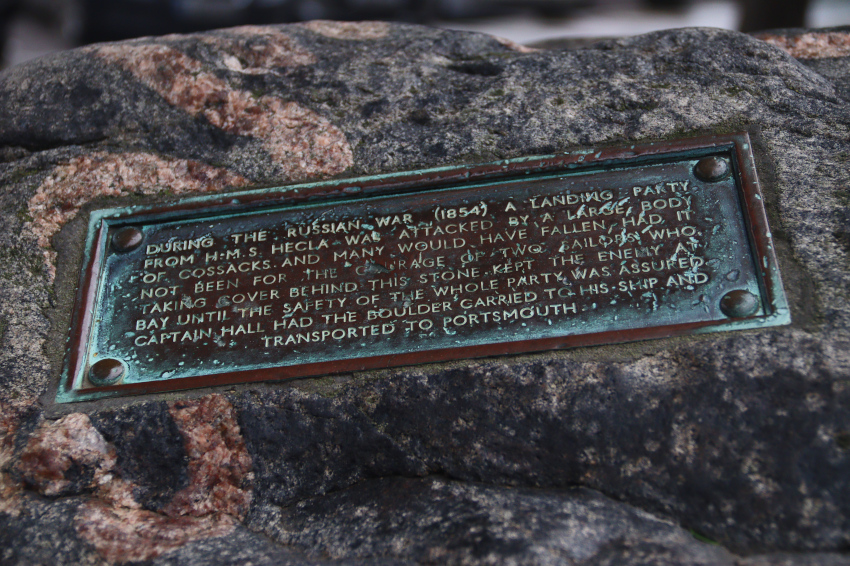 DURING THE RUSSIAN WAR (1854) A LANDING PARTY
FROM H·M·S HECLA WAS ATTACKED BY A LARGE BODY
OF COSSACKS AND MANY WOULD HAVE FALLEN, HAD IT
NOT BEEN FOR THE COURAGE OF TWO SAILORS WHO
TAKING COVER BEHIND THIS STONE KEPT THE ENEMY AT
BAY UNTIL THE SAFETY OF THE WHOLE PARTY WAS ASSURED
CAPTAIN HALL HAD THE BOULDER CARRIED TO HIS SHIP AND
TRANSPORTED TO PORTSMOUTH